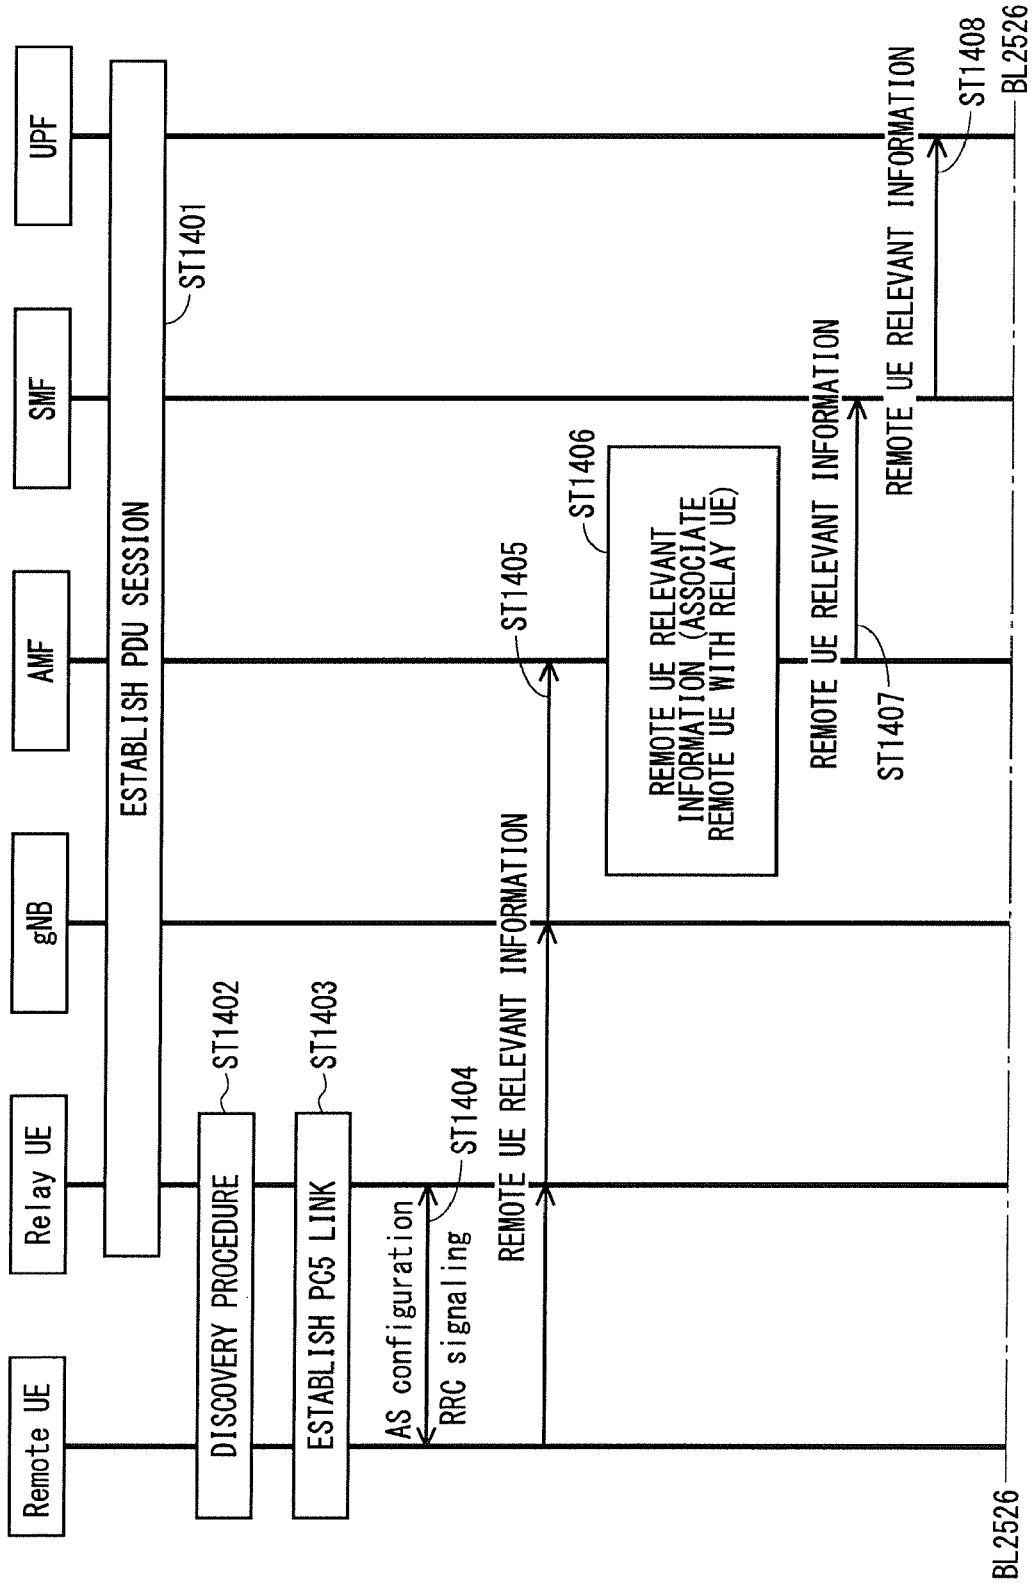 Remote UE
Relay UE
gNB
AMF
SMF
UPF
ESTABLISH PDU SESSION
ST1401
DISCOVERY PROCEDURE
ST1402
ESTABLISH PC5 LINK
ST1403
AS configuration
RRC signaling
ST1404
REMOTE UE RELEVANT INFORMATION
ST1405
ST1406
REMOTE UE RELEVANT
INFORMATION (ASSOCIATE
REMOTE UE WITH RELAY UE)
REMOTE UE RELEVANT INFORMATION
ST1407
REMOTE UE RELEVANT INFORMATION
ST1408
BL2526
BL2526